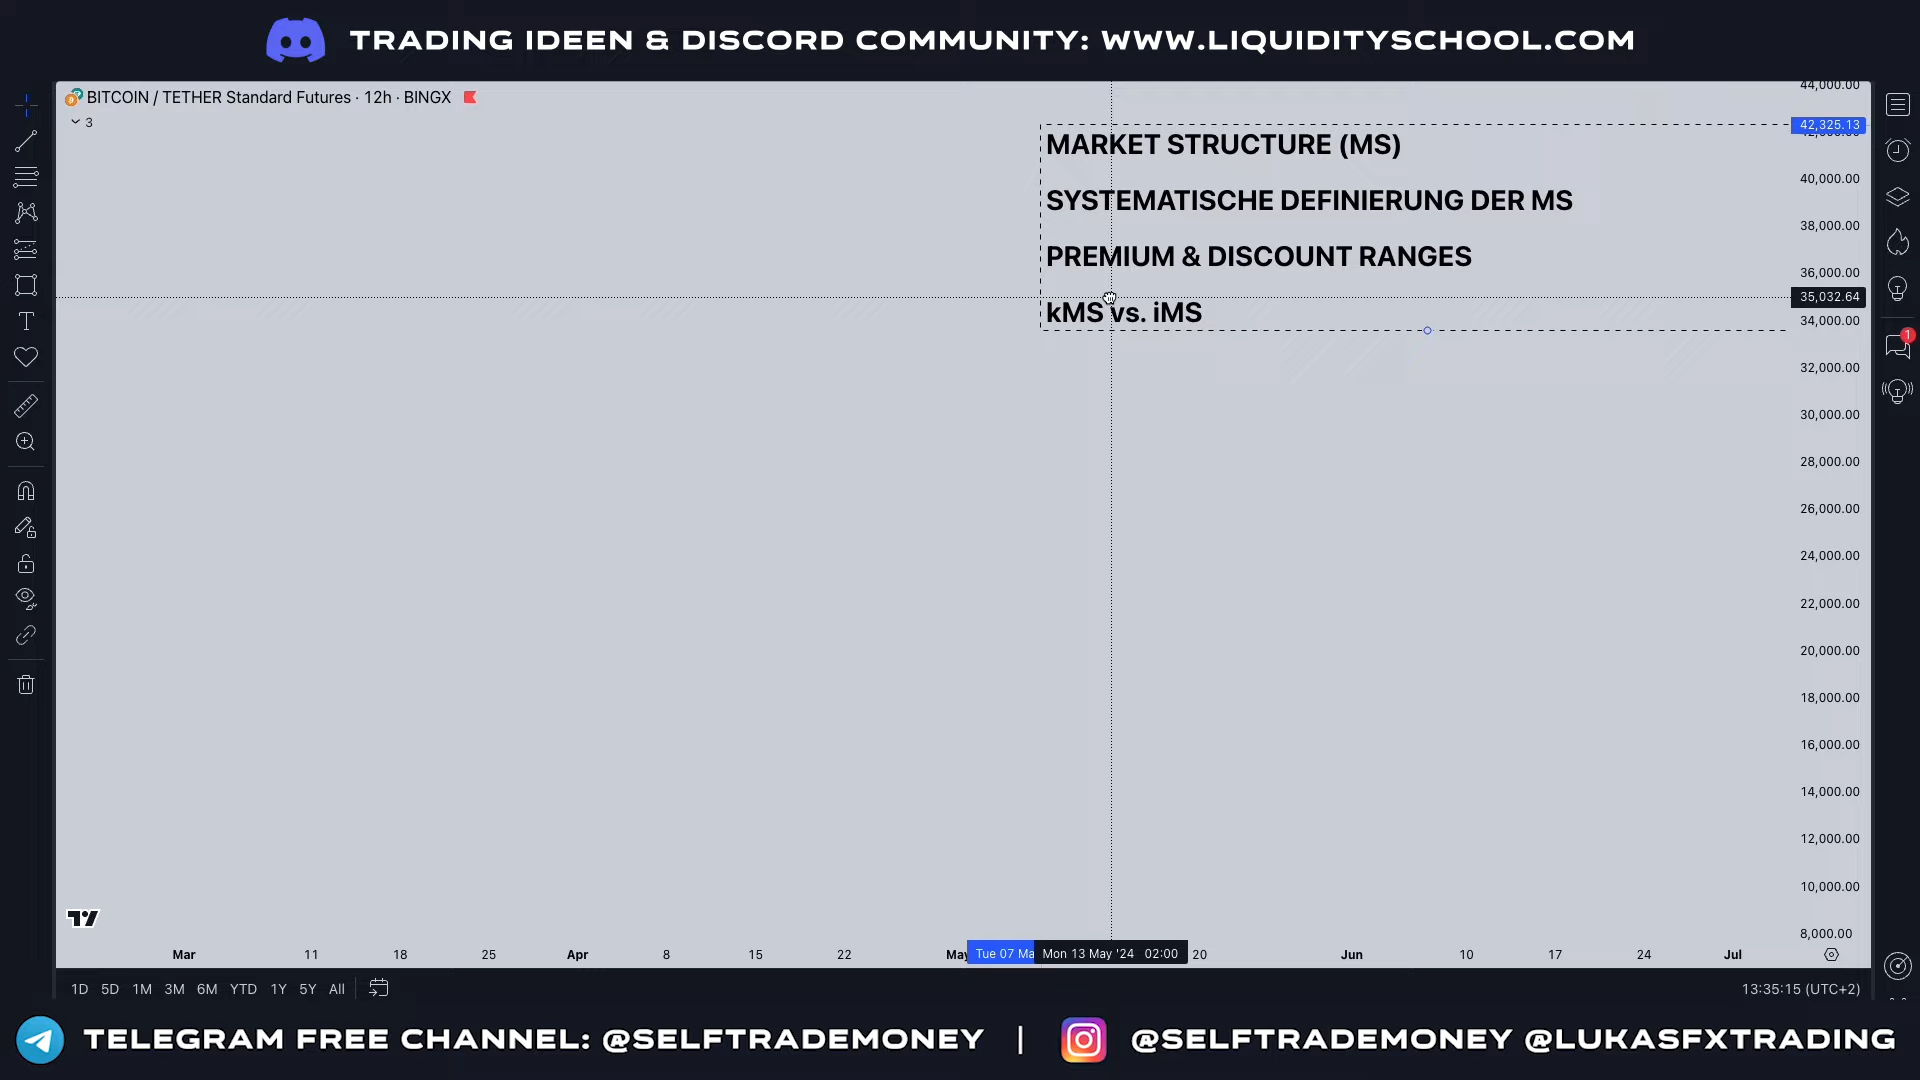 TRADING IDEEN & DISCORD COMMUNITY: WWW.LIQUIDITYSCHOOL.COM
BITCOIN / TETHER Standard Futures · 12h · BINGX
3
MARKET STRUCTURE (MS)
SYSTEMATISCHE DEFINIERUNG DER MS
PREMIUM & DISCOUNT RANGES
kMS vs. iMS
44,000.00
42,325.13
40,000.00
38,000.00
36,000.00
35,032.64
34,000.00
32,000.00
30,000.00
28,000.00
26,000.00
24,000.00
22,000.00
20,000.00
18,000.00
16,000.00
14,000.00
12,000.00
10,000.00
8,000.00
1
Mar 11 18 25 Apr 8 15 22 May Tue 07 Ma Mon 13 May '24 02:00 20 Jun 10 17 24 Jul
1D 5D 1M 3M 6M YTD 1Y 5Y All
13:35:15 (UTC+2)
TELEGRAM FREE CHANNEL: @SELFTRADEMONEY | @SELFTRADEMONEY @LUKASFXTRADING